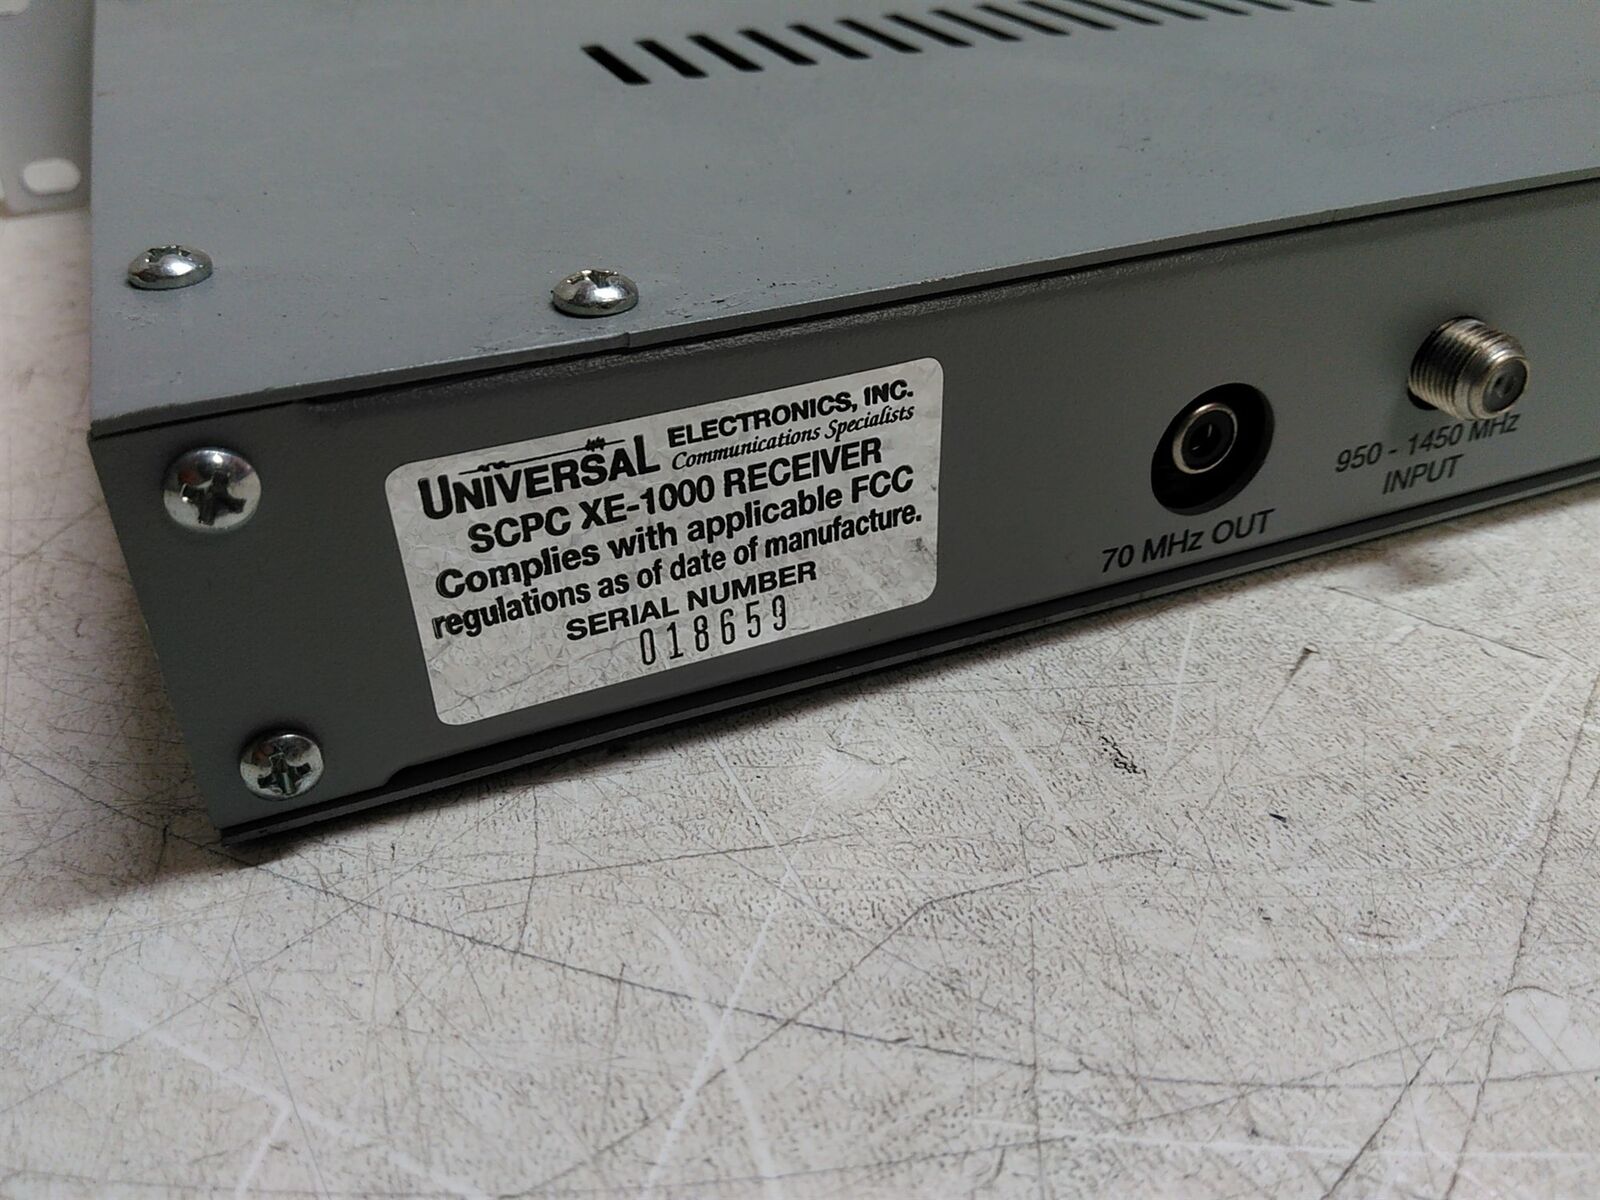 UNIVERSAL ELECTRONICS, INC.
Communications Specialists
SCPC XE-1000 RECEIVER
Complies with applicable FCC
regulations as of date of manufacture.
SERIAL NUMBER
018659
70 MHz OUT
950 - 1450 MHz
INPUT